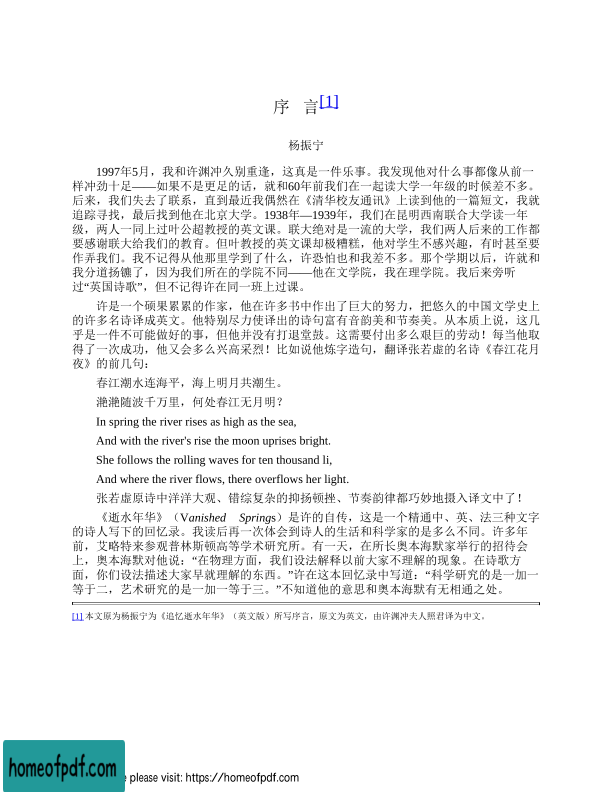 序 言[1]
杨振宁
1997年5月，我和许渊冲久别重逢，这真是一件乐事。我发现他对什么事都像从前一
样冲劲十足——如果不是更足的话，就和60年前我们在一起读大学一年级的时候差不多。
后来，我们失去了联系，直到最近我偶然在《清华校友通讯》上读到他的一篇短文，我就
追踪寻找，最后找到他在北京大学。1938年—1939年，我们在昆明西南联合大学读一年
级，两人一同上过叶公超教授的英文课。联大绝对是一流的大学，我们两人后来的工作都
要感谢联大给我们的教育。但叶教授的英文课却极糟糕，他对学生不感兴趣，有时甚至要
作弄我们。我不记得从他那里学到了什么，许恐怕也和我差不多。那个学期以后，许就和
我分道扬镳了，因为我们所在的学院不同——他在文学院，我在理学院。我后来旁听
过“英国诗歌”，但不记得许在同一班上过课。
许是一个硕果累累的作家，他在许多书中作出了巨大的努力，把悠久的中国文学史上
的许多名诗译成英文。他特别尽力使译出的诗句富有音韵美和节奏美。从本质上说，这几
乎是一件不可能做好的事，但他并没有打退堂鼓。这需要付出多么艰巨的劳动！每当他取
得了一次成功，他又会多么兴高采烈！比如说他炼字造句，翻译张若虚的名诗《春江花月
夜》的前几句：
春江潮水连海平，海上明月共潮生。
滟滟随波千万里，何处春江无月明？
In spring the river rises as high as the sea,
And with the river's rise the moon uprises bright.
She follows the rolling waves for ten thousand li,
And where the river flows, there overflows her light.
张若虚原诗中洋洋大观、错综复杂的抑扬顿挫、节奏韵律都巧妙地摄入译文中了！
《逝水年华》（Vanished Springs）是许的自传，这是一个精通中、英、法三种文字
的诗人写下的回忆录。我读后再一次体会到诗人的生活和科学家的是多么不同。许多年
前，艾略特来参观普林斯顿高等学术研究所。有一天，在所长奥本海默家举行的招待会
上，奥本海默对他说：“在物理方面，我们设法解释以前大家不理解的现象。在诗歌方
面，你们设法描述大家早就理解的东西。”许在这本回忆录中写道：“科学研究的是一加一
等于二，艺术研究的是一加一等于三。”不知道他的意思和奥本海默有无相通之处。
[1] 本文原为杨振宁为《追忆逝水年华》（英文版）所写序言，原文为英文，由许渊冲夫人照君译为中文。
homeofpdf.com
please visit: https://homeofpdf.com